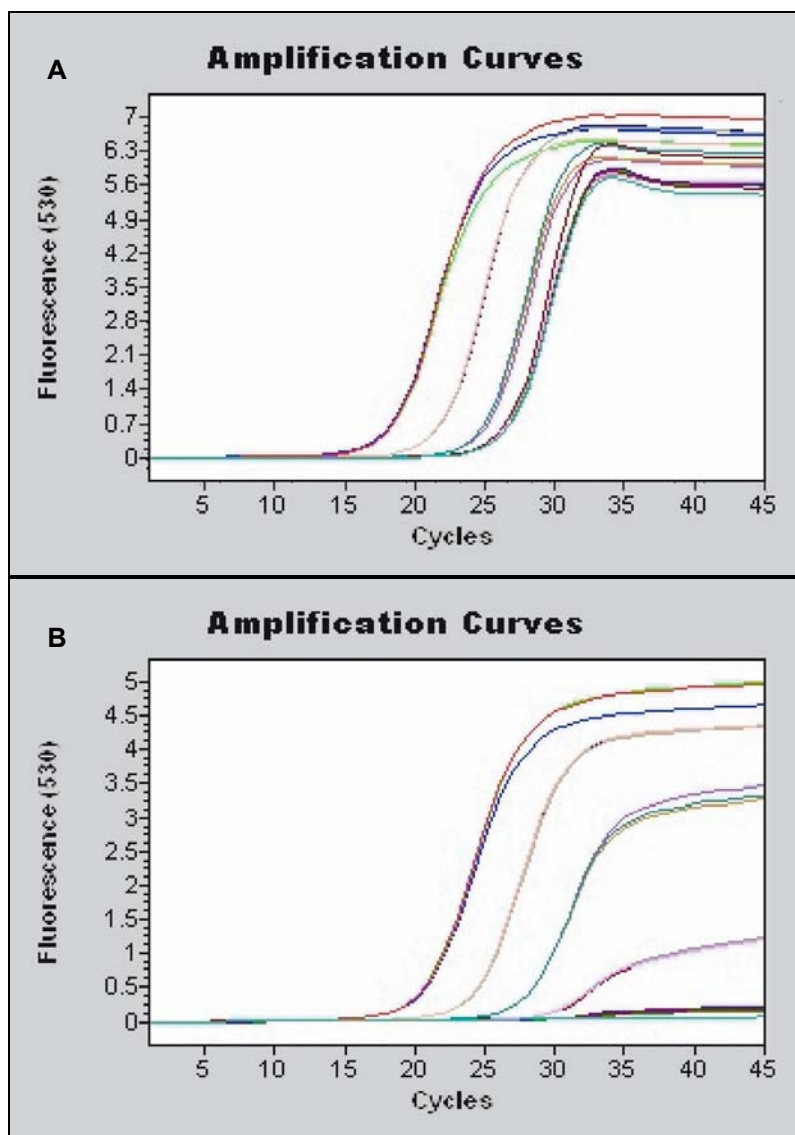 A
Amplification Curves
Fluorescence (530)
7
6.3
5.6
4.9
4.2
3.5
2.8
2.1
1.4
0.7
0
5 10 15 20 25 30 35 40 45
Cycles
B
Amplification Curves
Fluorescence (530)
5
4.5
4
3.5
3
2.5
2
1.5
1
0.5
0
5 10 15 20 25 30 35 40 45
Cycles